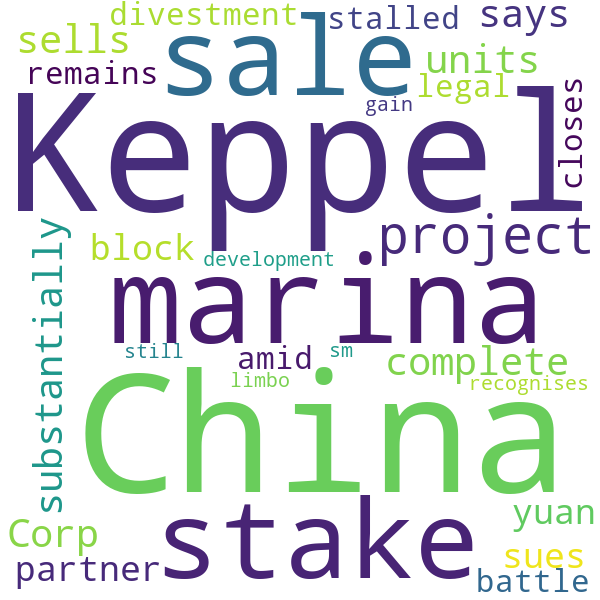 divestment stalled says
sells sale units
remains legal
gain
Keppel closes
substantially block project
development
marina
still amid sm complete
limbo recognises
China
stake yuan
Corp sues
partner battle